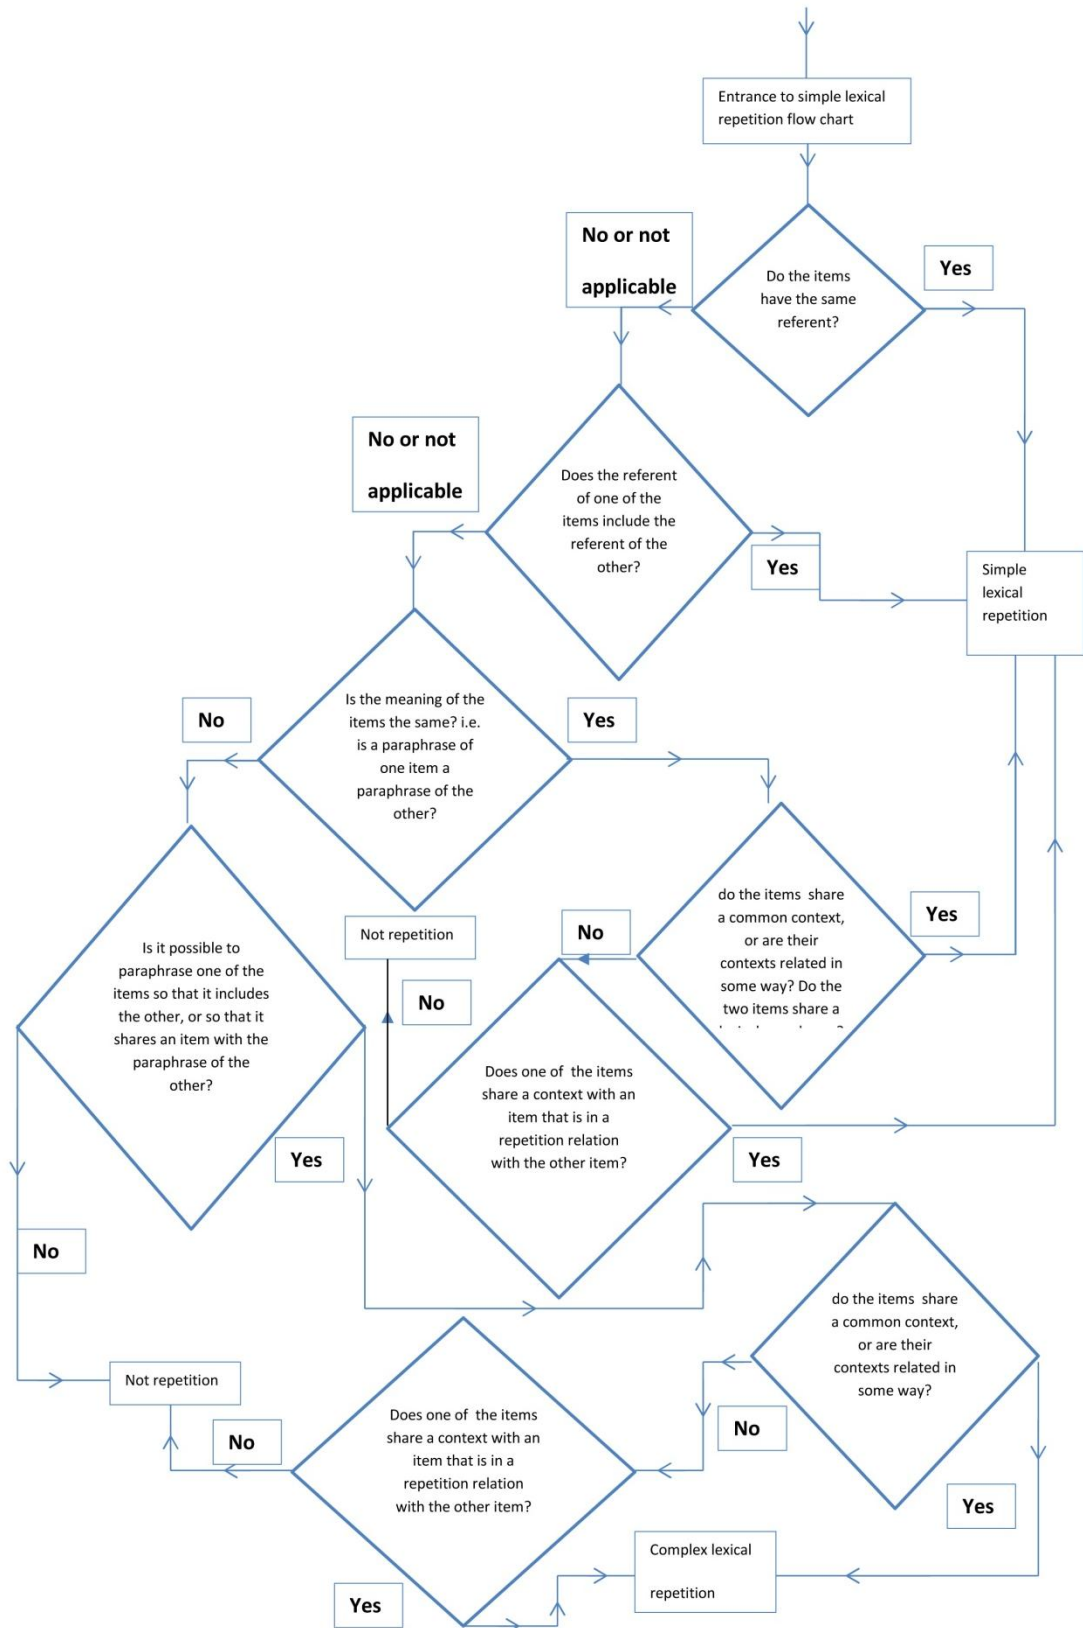 Entrance to simple lexical
repetition flow chart
No or not
applicable
Do the items
have the same
referent?
Yes
No or not
applicable
Does the referent
of one of the
items include the
referent of the
other?
Yes
Simple
lexical
repetition
No
Is the meaning of the
items the same? i.e.
is a paraphrase of
one item a
paraphrase of the
other?
Yes
Is it possible to
paraphrase one of the
items so that it includes
the other, or so that it
shares an item with the
paraphrase of the
other?
Not repetition
No
do the items  share
a common context,
or are their
contexts related in
some way? Do the
two items share a
Yes
No
Does one of  the items
share a context with an
item that is in a
repetition relation
with the other item?
Yes
Yes
No
do the items  share
a common context,
or are their
contexts related in
some way?
Not repetition
No
Does one of  the items
share a context with an
item that is in a
repetition relation
with the other item?
No
Yes
Complex lexical
repetition
Yes